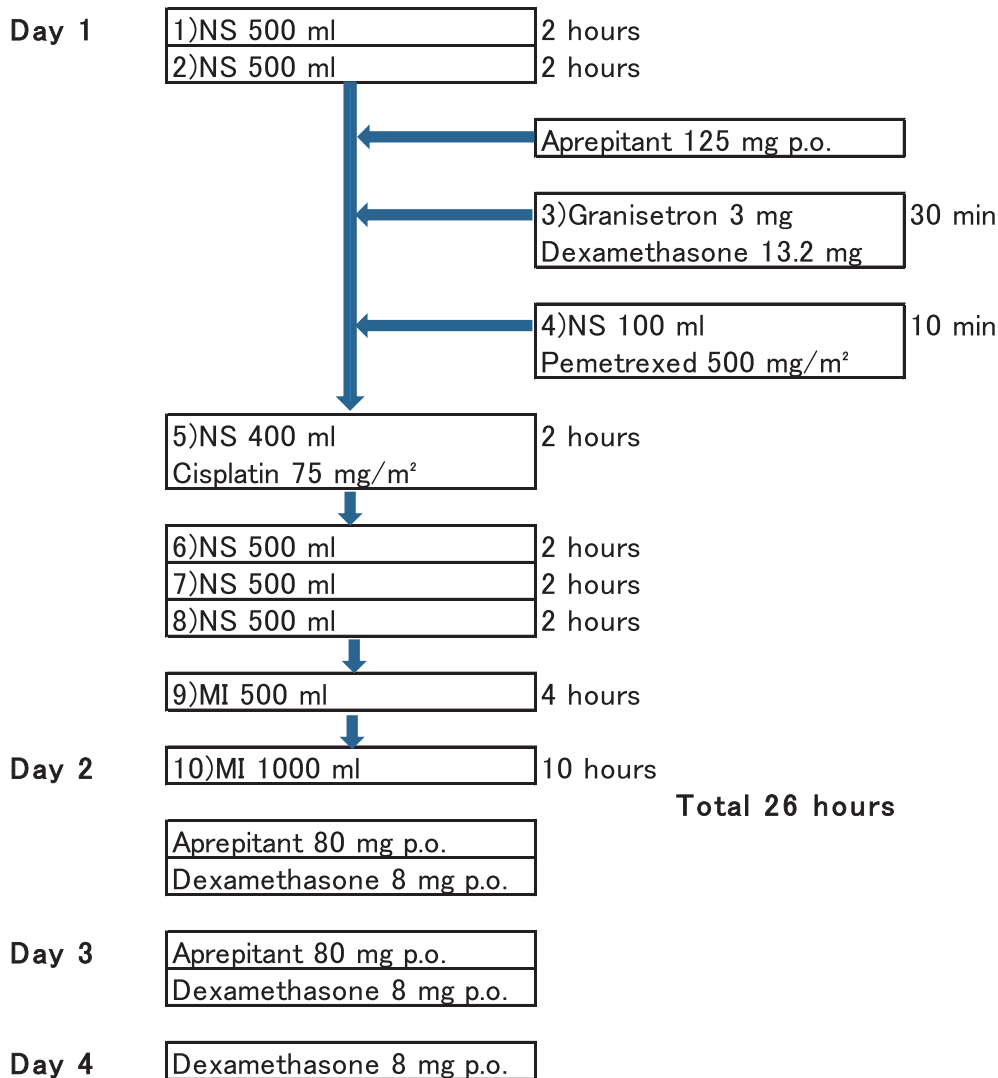 Day 1
1)NS 500 ml 2 hours
2)NS 500 ml 2 hours
Aprepitant 125 mg p.o.
3)Granisetron 3 mg 30 min
Dexamethasone 13.2 mg
4)NS 100 ml 10 min
Pemetrexed 500 mg/m²
5)NS 400 ml 2 hours
Cisplatin 75 mg/m²
6)NS 500 ml 2 hours
7)NS 500 ml 2 hours
8)NS 500 ml 2 hours
9)MI 500 ml 4 hours
Day 2
10)MI 1000 ml 10 hours
Total 26 hours
Aprepitant 80 mg p.o.
Dexamethasone 8 mg p.o.
Day 3
Aprepitant 80 mg p.o.
Dexamethasone 8 mg p.o.
Day 4
Dexamethasone 8 mg p.o.